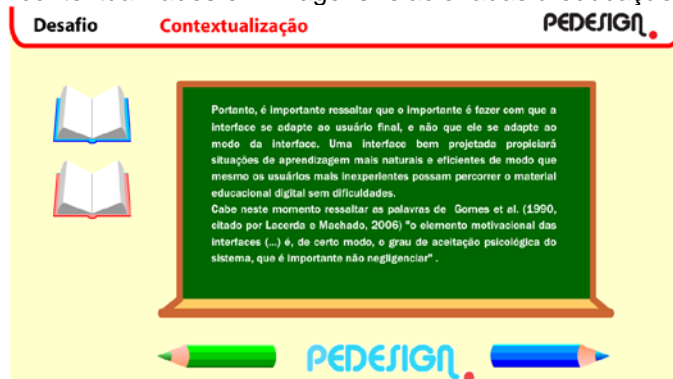 Desafio
Contextualização
PEDESIGN
Portanto, é importante ressaltar que o importante é fazer com que a
interface se adapte ao usuário final, e não que ele se adapte ao
modo da interface. Uma interface bem projetada propiciará
situações de aprendizagem mais naturais e eficientes de modo que
mesmo os usuários mais inexperientes possam percorrer o material
educacional digital sem dificuldades.
Cabe neste momento ressaltar as palavras de Gomes et al. (1990,
citado por Lacerda e Machado, 2006) "o elemento motivacional das
interfaces (...) é, de certo modo, o grau de aceitação psicológica do
sistema, que é importante não negligenciar" .
PEDESIGN